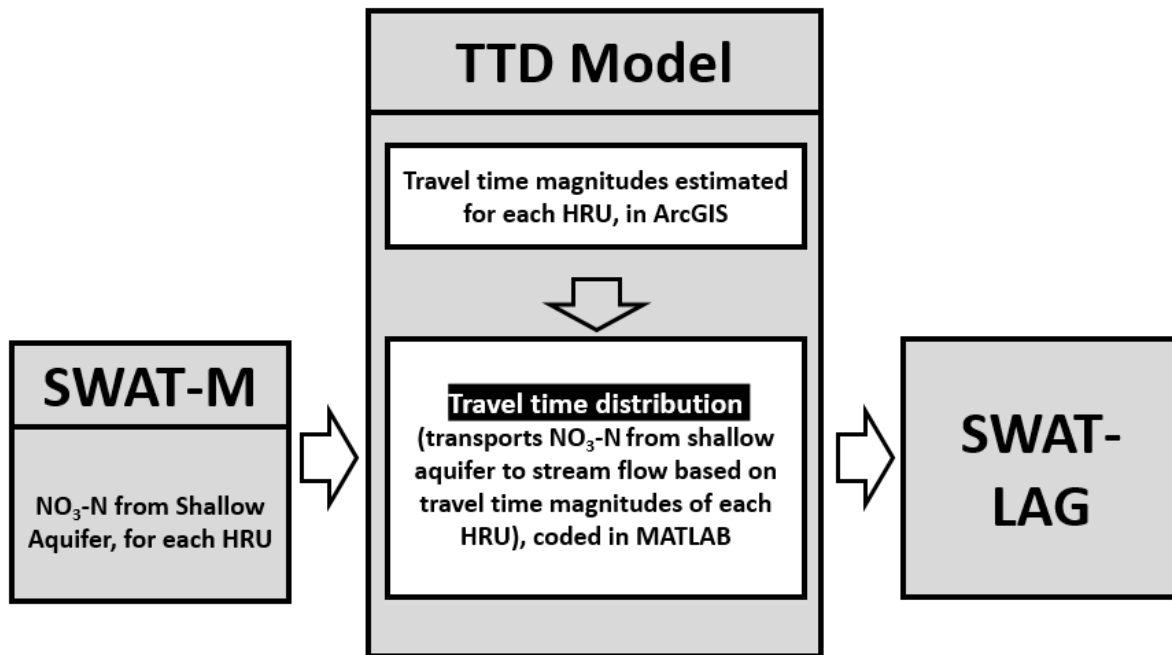 TTD Model
Travel time magnitudes estimated
for each HRU, in ArcGIS
SWAT-M
NO₃-N from Shallow
Aquifer, for each HRU
Travel time distribution
(transports NO₃-N from shallow
aquifer to stream flow based on
travel time magnitudes of each
HRU), coded in MATLAB
SWAT-
LAG